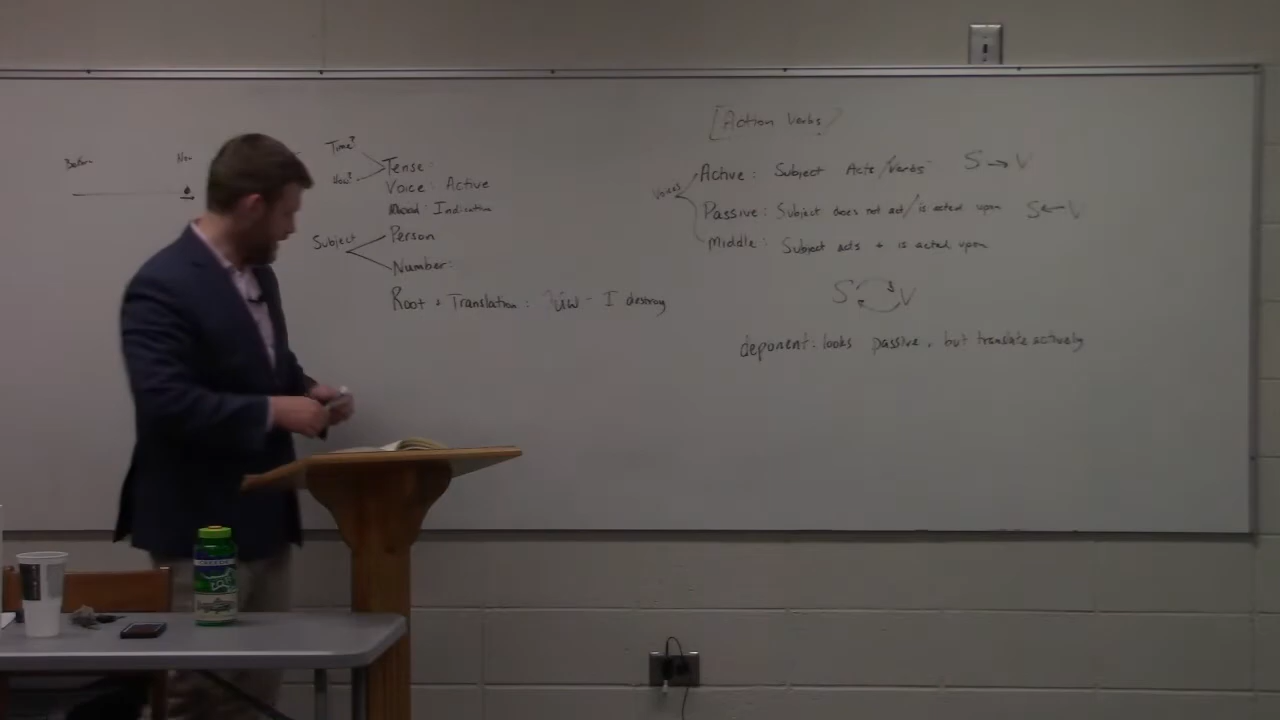 Before
Now
Time?
How?
Tense:
Voice: Active
Mood: Indicative
Subject
Person
Number:
Root + Translation: λύω - I destroy
[Action Verbs]
Voices
Active: Subject Acts/Verbs S → V
Passive: Subject does not act/is acted upon S ← V
Middle: Subject acts + is acted upon
S V
deponent: looks passive, but translate actively